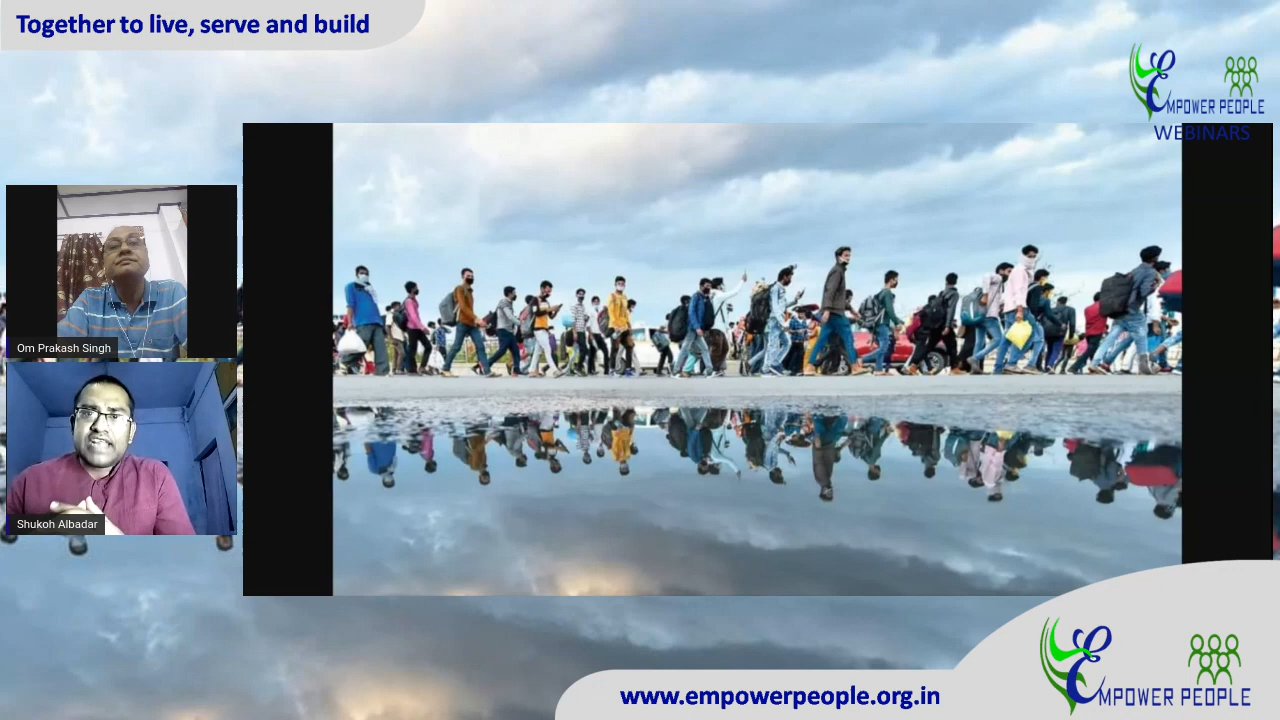 Together to live, serve and build
EMPOWER PEOPLE
WEBINARS
Om Prakash Singh
Shukoh Albadar
www.empowerpeople.org.in
EMPOWER PEOPLE